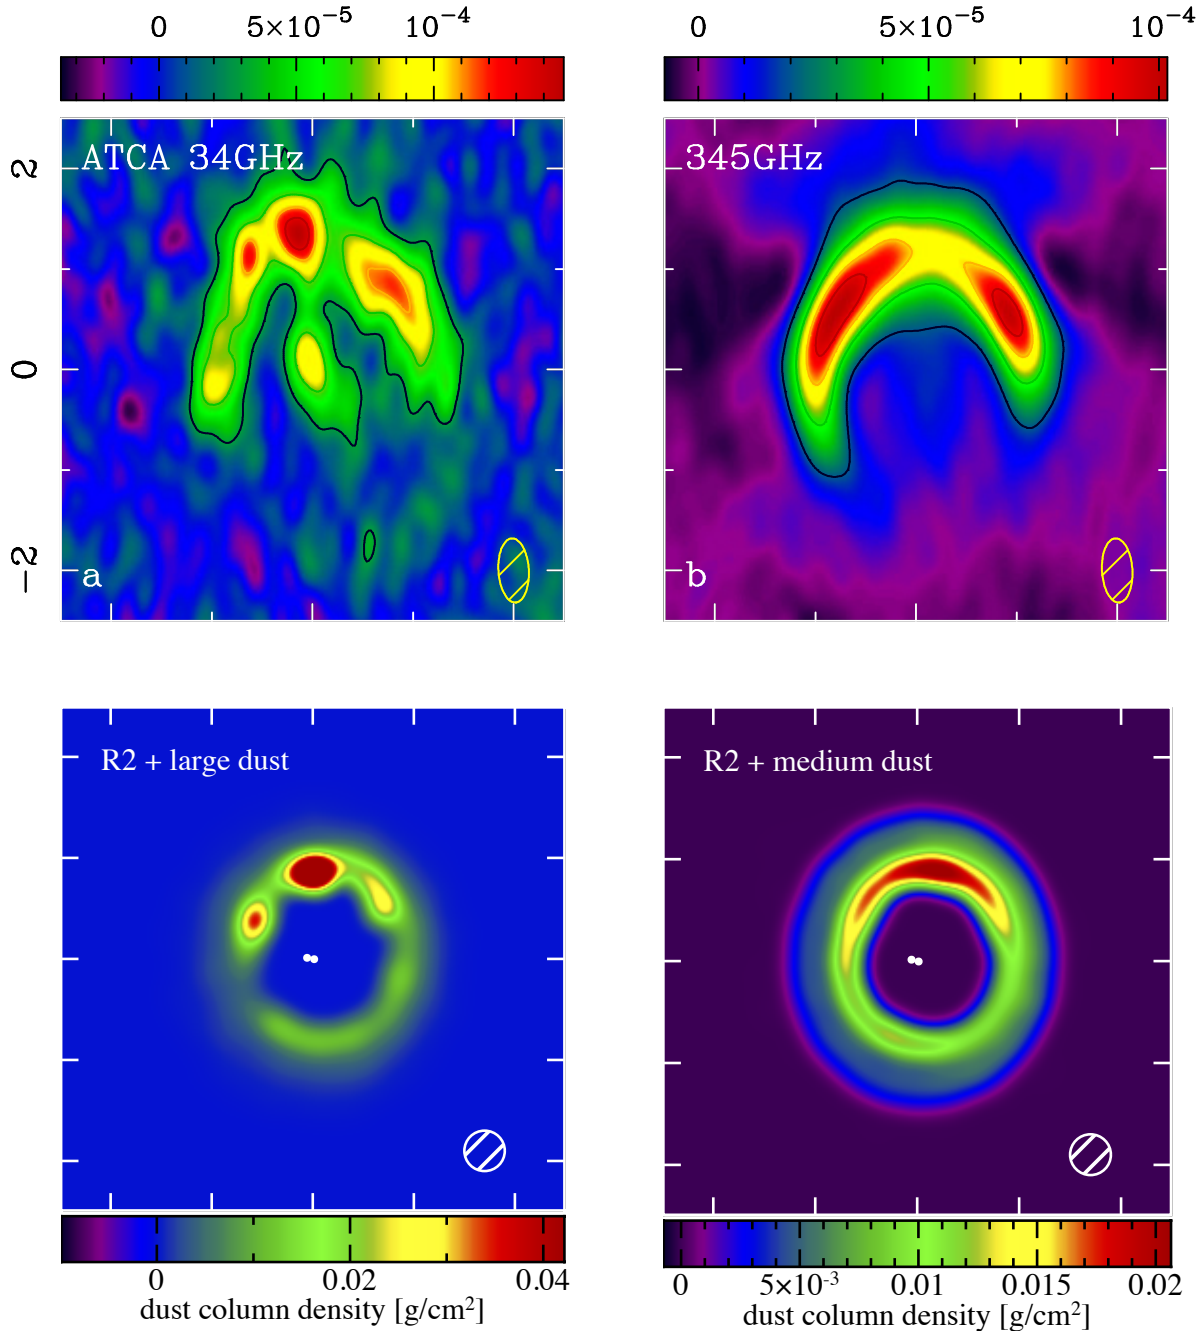 0 5×10⁻⁵ 10⁻⁴
0 5×10⁻⁵ 10⁻⁴
ATCA 34GHz
345GHz
2
0
−2
a
b
R2 + large dust
R2 + medium dust
0 0.02 0.04
dust column density [g/cm²]
0 5×10⁻³ 0.01 0.015 0.02
dust column density [g/cm²]